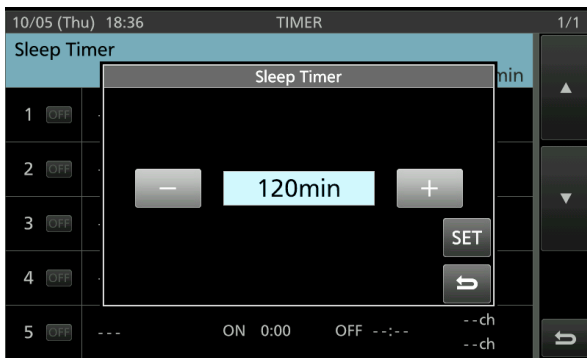 10/05 (Thu) 18:36 TIMER 1/1
Sleep Timer
min
Sleep Timer
1 OFF
2 OFF
120min
3 OFF
SET
4 OFF
5 OFF --- ON 0:00 OFF --:-- --ch
--ch